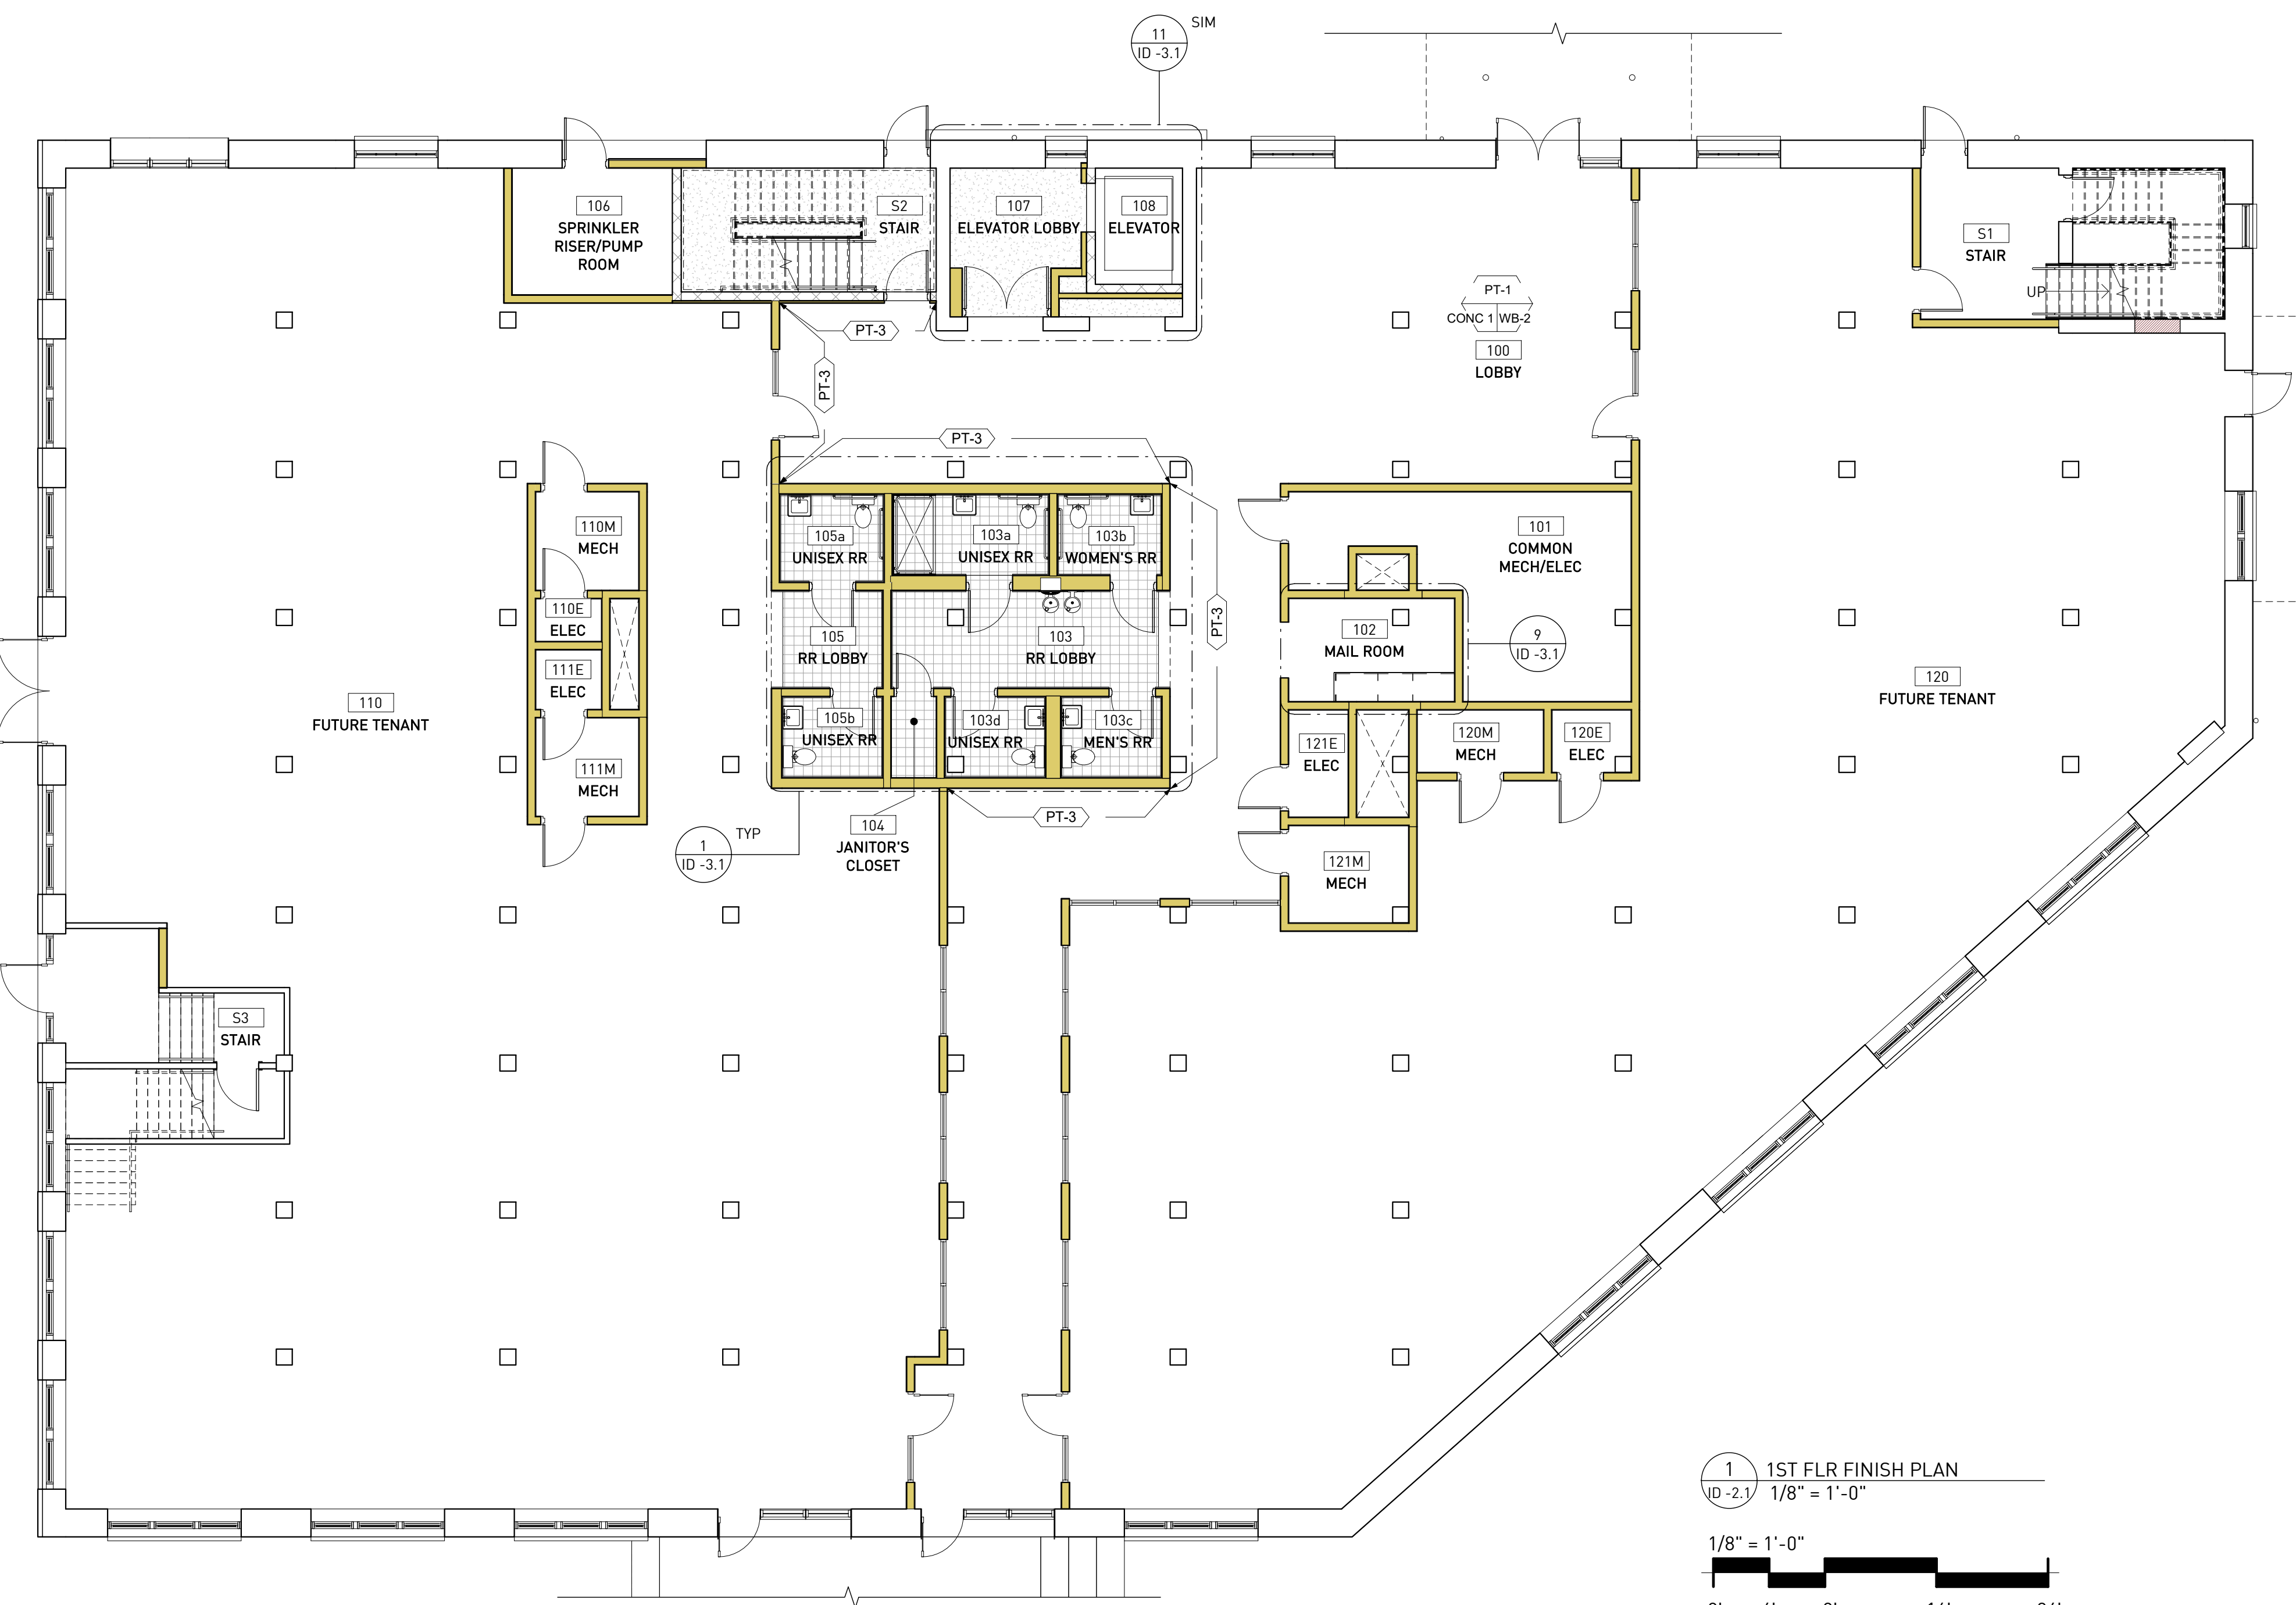 11
SIM
ID -3.1
106
SPRINKLER
RISER/PUMP
ROOM
S2
STAIR
107
ELEVATOR LOBBY
108
ELEVATOR
S1
STAIR
UP
PT-1
CONC 1
WB-2
100
LOBBY
PT-3
PT-3
PT-3
110M
MECH
105a
UNISEX RR
103a
UNISEX RR
103b
WOMEN'S RR
101
COMMON
MECH/ELEC
110E
ELEC
105
RR LOBBY
103
RR LOBBY
PT-3
102
MAIL ROOM
9
ID -3.1
111E
ELEC
110
FUTURE TENANT
120
FUTURE TENANT
105b
UNISEX RR
103d
UNISEX RR
103c
MEN'S RR
121E
ELEC
120M
MECH
120E
ELEC
111M
MECH
PT-3
1
TYP
ID -3.1
104
JANITOR'S
CLOSET
121M
MECH
S3
STAIR
1
1ST FLR FINISH PLAN
ID -2.1
1/8" = 1'-0"
1/8" = 1'-0"